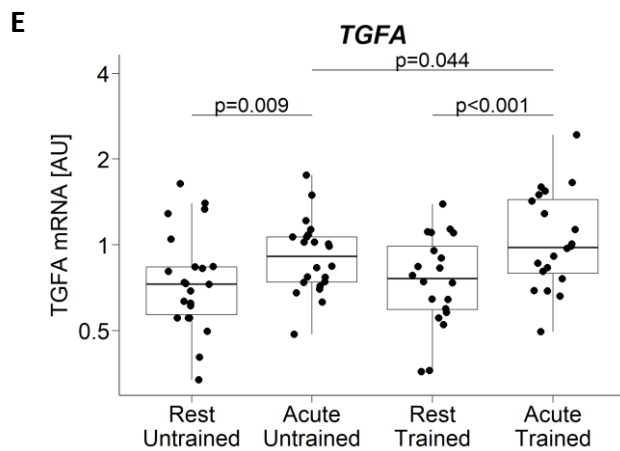 E
TGFA
p=0.044
p=0.009
p<0.001
TGFA mRNA [AU]
4
2
1
0.5
Rest
Untrained
Acute
Untrained
Rest
Trained
Acute
Trained